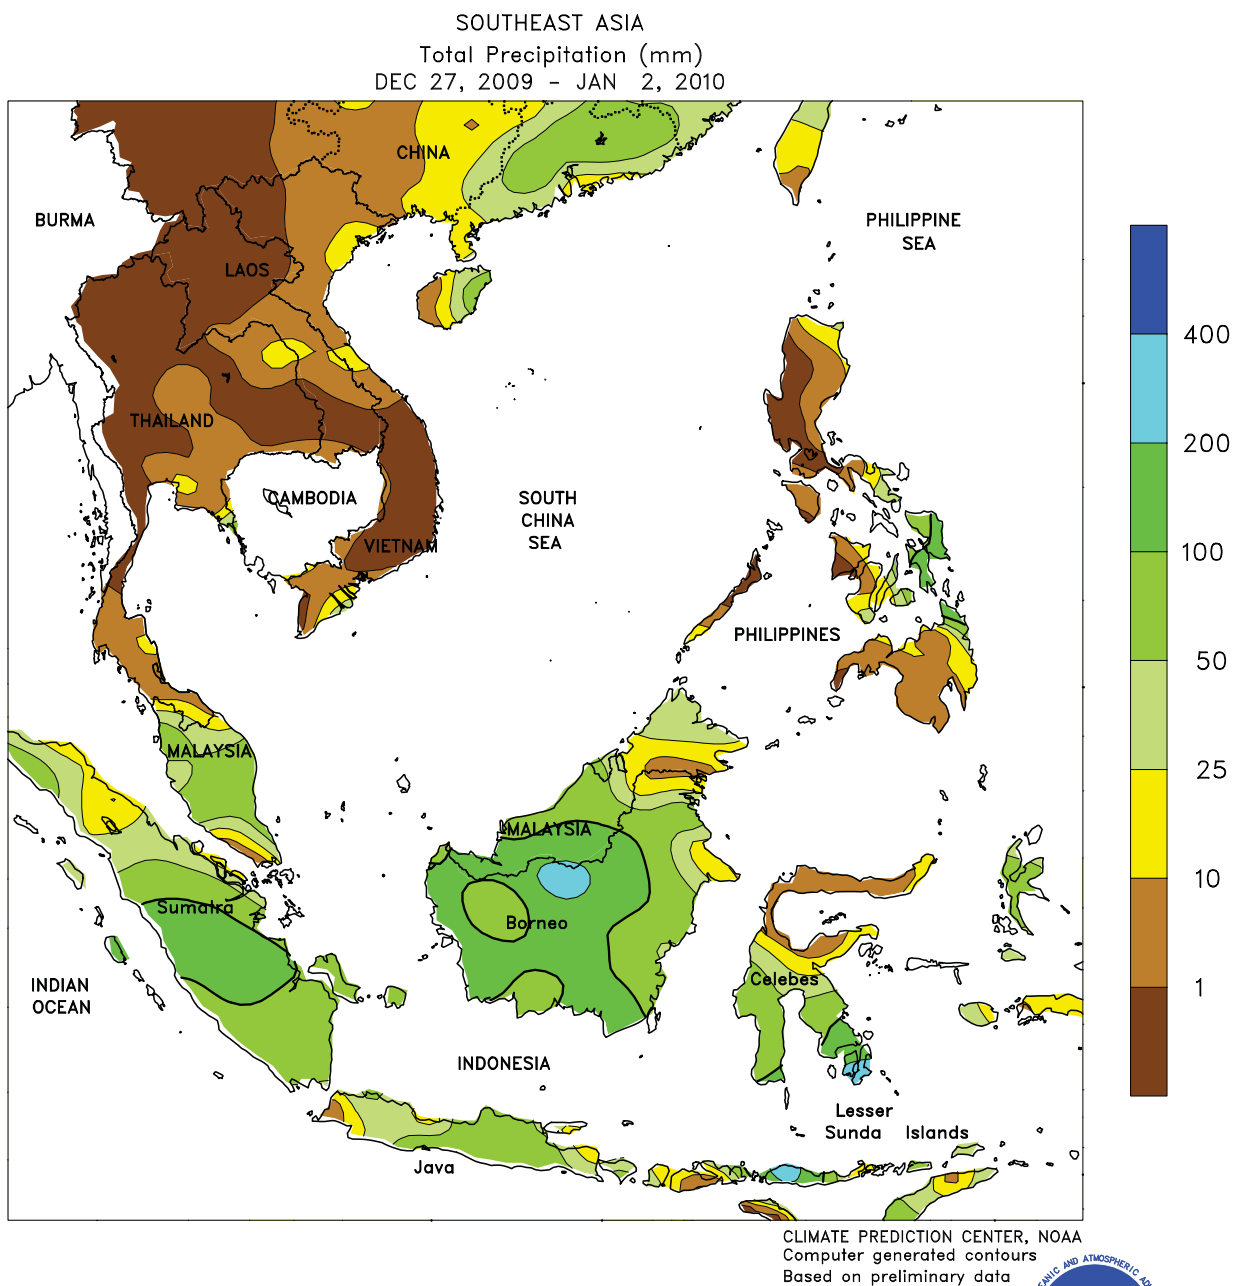 SOUTHEAST ASIA
Total Precipitation (mm)
DEC 27, 2009 - JAN 2, 2010
CHINA
BURMA
PHILIPPINE
SEA
LAOS
400
THAILAND
200
CAMBODIA
SOUTH
CHINA
SEA
VIETNAM
100
PHILIPPINES
50
MALAYSIA
25
MALAYSIA
10
Sumatra
Borneo
Celebes
INDIAN
OCEAN
1
INDONESIA
Lesser
Sunda Islands
Java
CLIMATE PREDICTION CENTER, NOAA
Computer generated contours
Based on preliminary data
AND ATMOSPHERIC